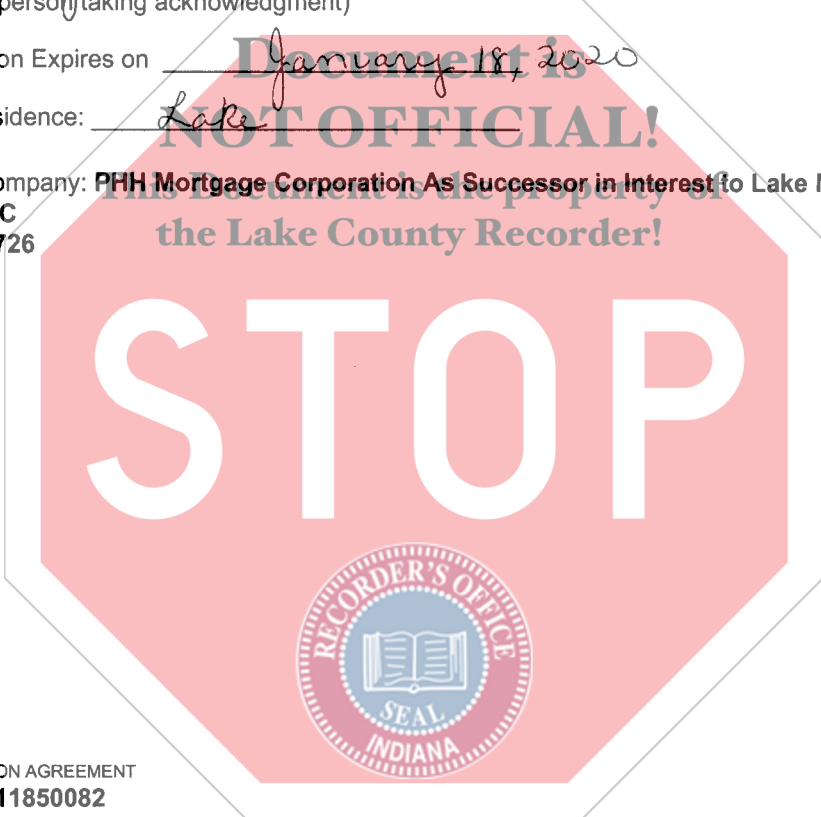 person taking acknowledgment)
on Expires on January 18, 2020
Document is
sidence: Lake
NOT OFFICIAL!
ompany: PHH Mortgage Corporation As Successor in Interest to Lake M
This Document is the property of
C
the Lake County Recorder!
726
STOP
RECORDER'S OFFICE
SEAL
INDIANA
ON AGREEMENT
11850082